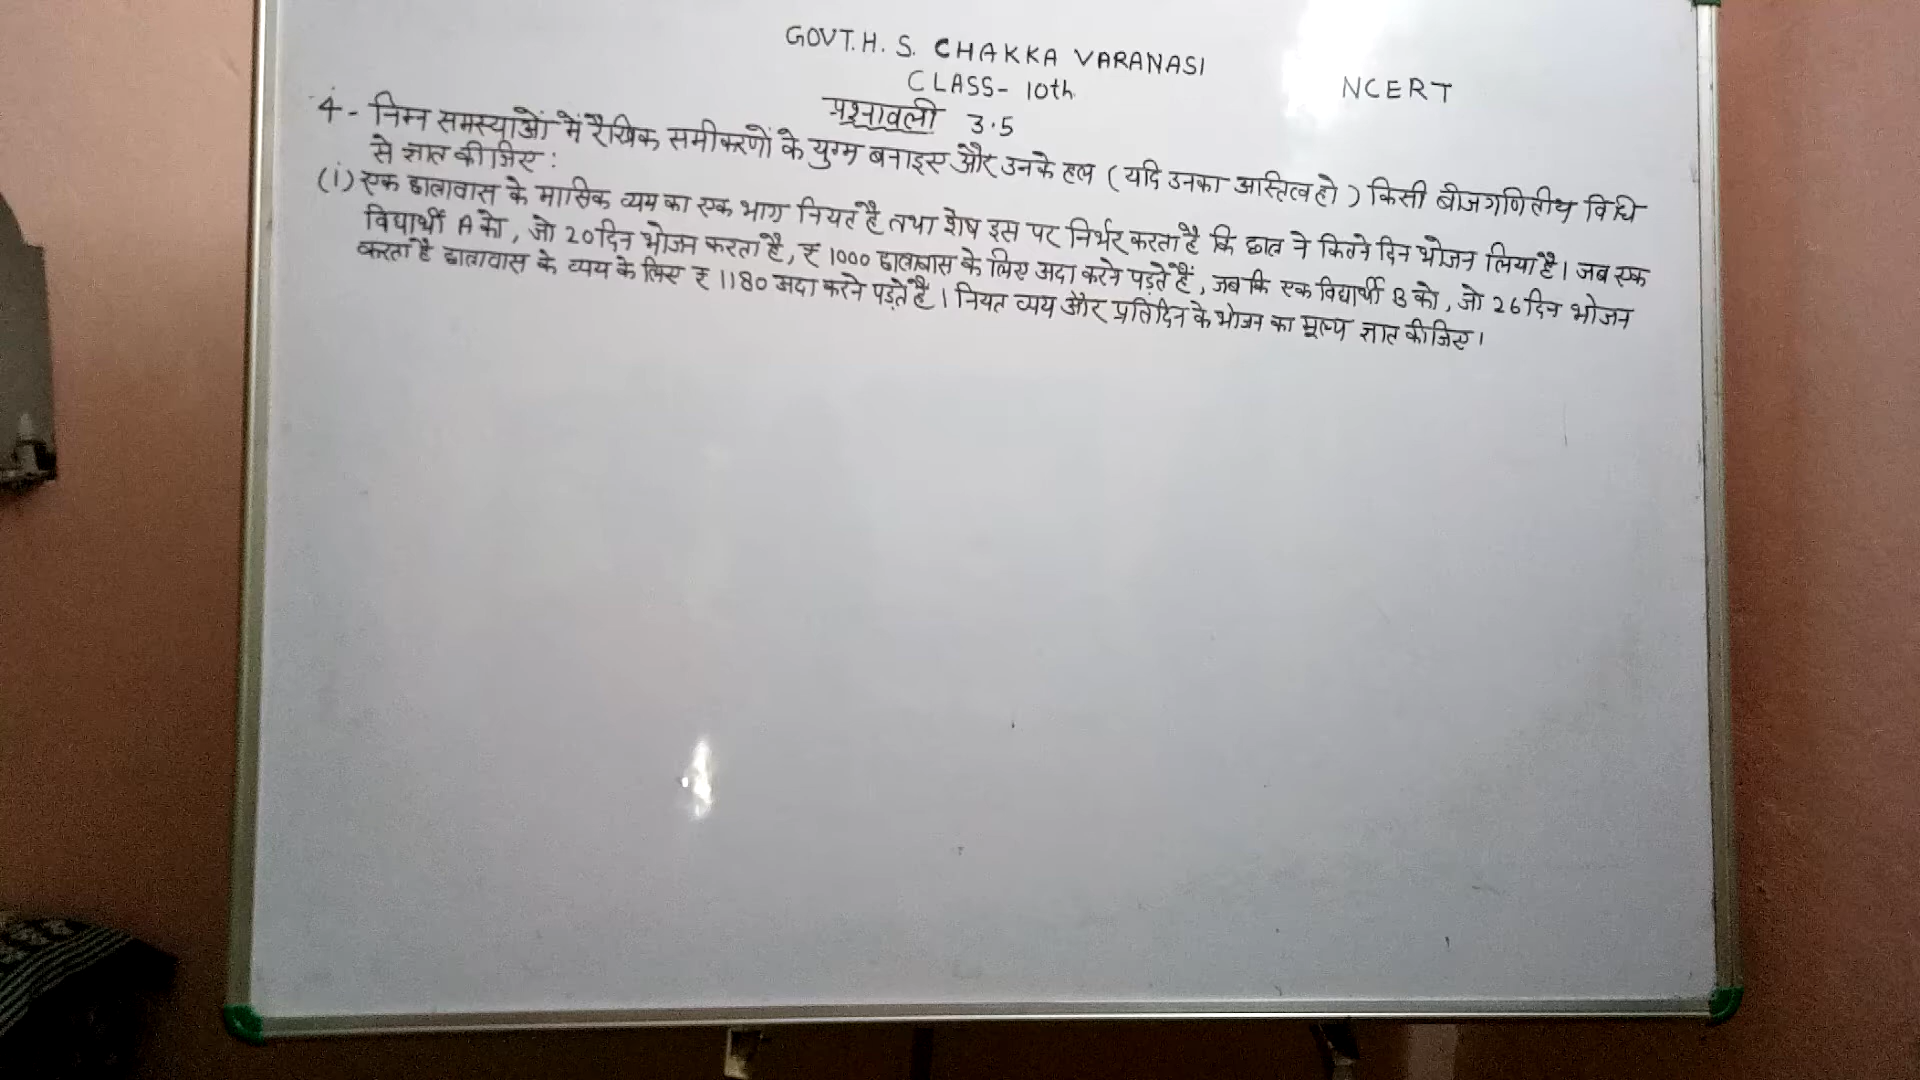 GOVT. H. S. CHAKKA VARANASI
CLASS- 10th
NCERT
प्रश्नावली 3.5
4 - निम्न समस्याओं में रैखिक समीकरणों के युग्म बनाइए और उनके हल ( यदि उनका अस्तित्व हो ) किसी बीजगणितीय विधि
से ज्ञात कीजिए :
(i) एक छात्रावास के मासिक व्यय का एक भाग नियत है तथा शेष इस पर निर्भर करता है कि छात्र ने कितने दिन भोजन लिया है। जब एक
विद्यार्थी A को, जो 20 दिन भोजन करता है, ₹ 1000 छात्रावास के लिए अदा करने पड़ते हैं, जबकि एक विद्यार्थी B को, जो 26 दिन भोजन
करता है छात्रावास के व्यय के लिए ₹ 1180 अदा करने पड़ते हैं। नियत व्यय और प्रतिदिन के भोजन का मूल्य ज्ञात कीजिए।